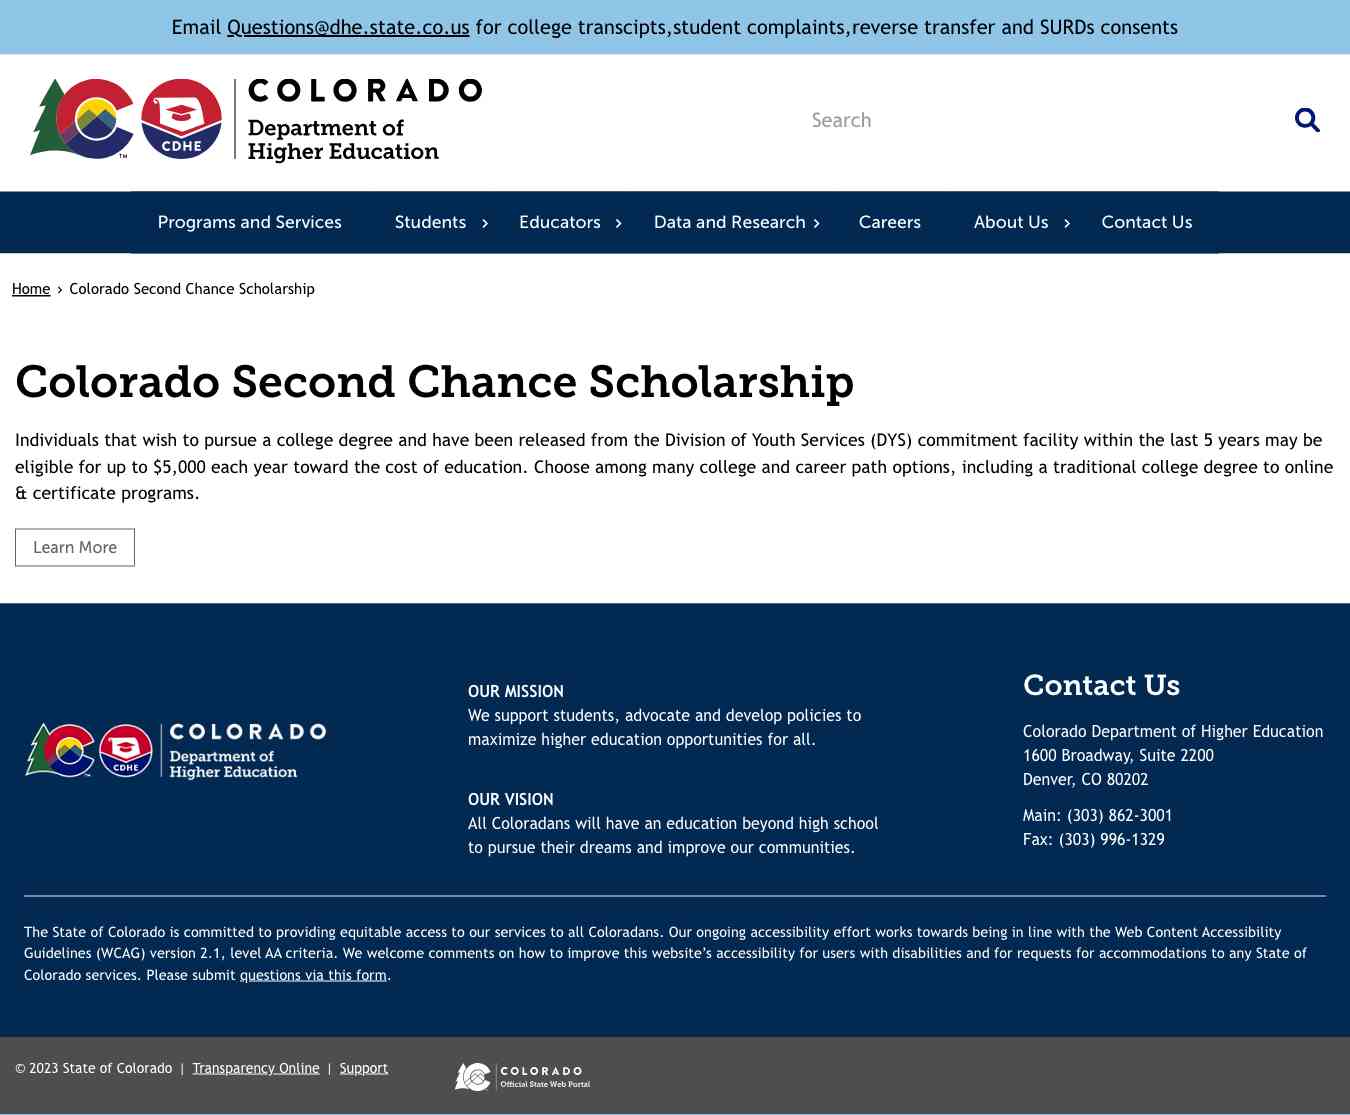 Email Questions@dhe.state.co.us for college transcipts,student complaints,reverse transfer and SURDs consents
COLORADO
Department of
Higher Education
CDHE
TM
Search
Programs and Services Students Educators Data and Research Careers About Us Contact Us
Home › Colorado Second Chance Scholarship
Colorado Second Chance Scholarship
Individuals that wish to pursue a college degree and have been released from the Division of Youth Services (DYS) commitment facility within the last 5 years may be
eligible for up to $5,000 each year toward the cost of education. Choose among many college and career path options, including a traditional college degree to online
& certificate programs.
Learn More
COLORADO
Department of
Higher Education
CDHE
OUR MISSION
We support students, advocate and develop policies to
maximize higher education opportunities for all.
OUR VISION
All Coloradans will have an education beyond high school
to pursue their dreams and improve our communities.
Contact Us
Colorado Department of Higher Education
1600 Broadway, Suite 2200
Denver, CO 80202
Main: (303) 862-3001
Fax: (303) 996-1329
The State of Colorado is committed to providing equitable access to our services to all Coloradans. Our ongoing accessibility effort works towards being in line with the Web Content Accessibility
Guidelines (WCAG) version 2.1, level AA criteria. We welcome comments on how to improve this website's accessibility for users with disabilities and for requests for accommodations to any State of
Colorado services. Please submit questions via this form.
© 2023 State of Colorado | Transparency Online | Support
COLORADO
Official State Web Portal